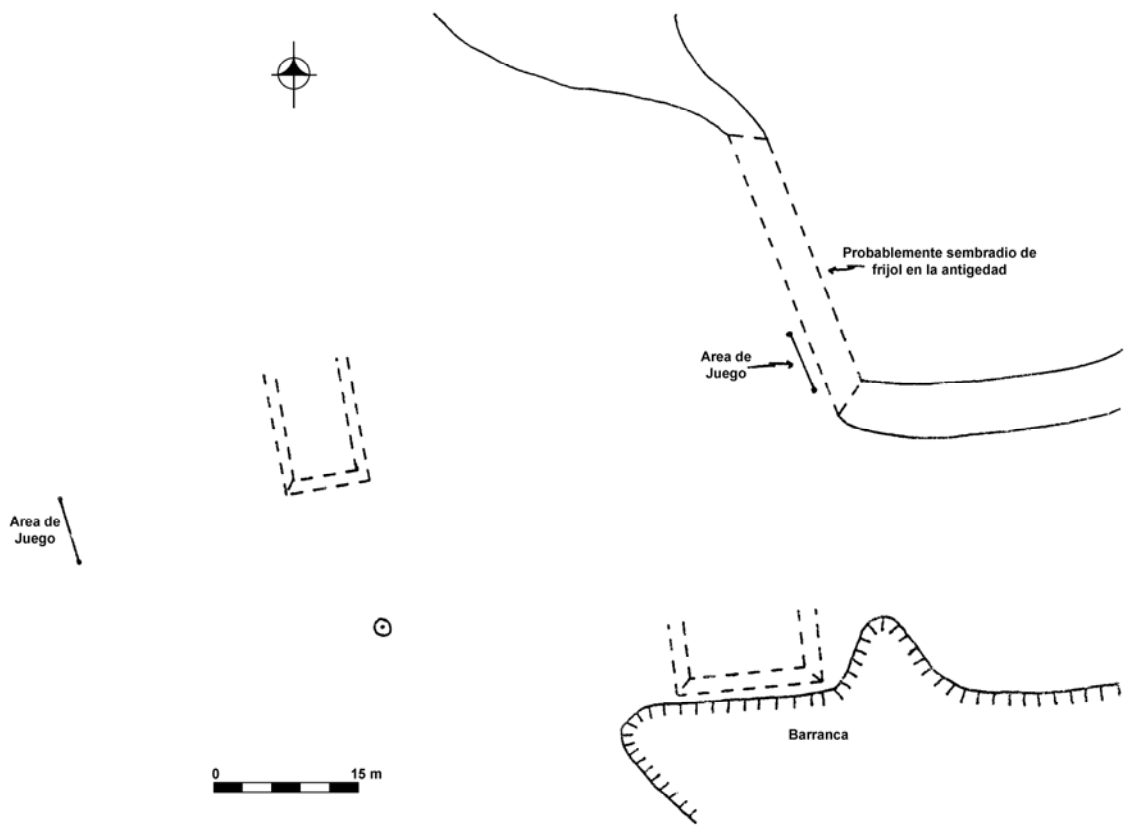 Probablemente sembradio de
frijol en la antigedad
Area de
Juego
Area de
Juego
Barranca
0 15 m